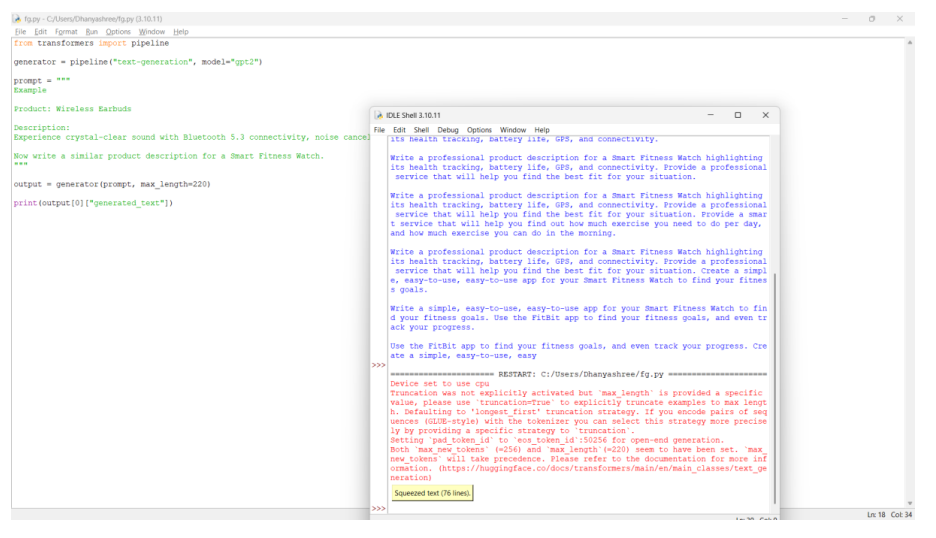 fg.py - C:/Users/Dhanyashree/fg.py (3.10.11)
File Edit Format Run Options Window Help
from transformers import pipeline
generator = pipeline("text-generation", model="gpt2")
prompt = """
Example
Product: Wireless Earbuds
Description:
Experience crystal-clear sound with Bluetooth 5.3 connectivity, noise cancel
Now write a similar product description for a Smart Fitness Watch.
"""
output = generator(prompt, max_length=220)
print(output[0]["generated_text"])
Ln: 18 Col: 34
IDLE Shell 3.10.11
File Edit Shell Debug Options Window Help
its health tracking, battery life, GPS, and connectivity.
Write a professional product description for a Smart Fitness Watch highlighting
its health tracking, battery life, GPS, and connectivity. Provide a professional
service that will help you find the best fit for your situation.
Write a professional product description for a Smart Fitness Watch highlighting
its health tracking, battery life, GPS, and connectivity. Provide a professional
service that will help you find the best fit for your situation. Provide a smar
t service that will help you find out how much exercise you need to do per day,
and how much exercise you can do in the morning.
Write a professional product description for a Smart Fitness Watch highlighting
its health tracking, battery life, GPS, and connectivity. Provide a professional
service that will help you find the best fit for your situation. Create a simpl
e, easy-to-use, easy-to-use app for your Smart Fitness Watch to find your fitnes
s goals.
Write a simple, easy-to-use, easy-to-use app for your Smart Fitness Watch to fin
d your fitness goals. Use the FitBit app to find your fitness goals, and even tr
ack your progress.
Use the FitBit app to find your fitness goals, and even track your progress. Cre
ate a simple, easy-to-use, easy
>>>
====================== RESTART: C:/Users/Dhanyashree/fg.py =====================
Device set to use cpu
Truncation was not explicitly activated but `max_length` is provided a specific
value, please use `truncation=True` to explicitly truncate examples to max lengt
h. Defaulting to 'longest_first' truncation strategy. If you encode pairs of seq
uences (GLUE-style) with the tokenizer you can select this strategy more precise
ly by providing a specific strategy to `truncation`.
Setting `pad_token_id` to `eos_token_id`:50256 for open-end generation.
Both `max_new_tokens` (=256) and `max_length`(=220) seem to have been set. `max_
new_tokens` will take precedence. Please refer to the documentation for more inf
ormation. (https://huggingface.co/docs/transformers/main/en/main_classes/text_ge
neration)
Squeezed text (76 lines).
>>>